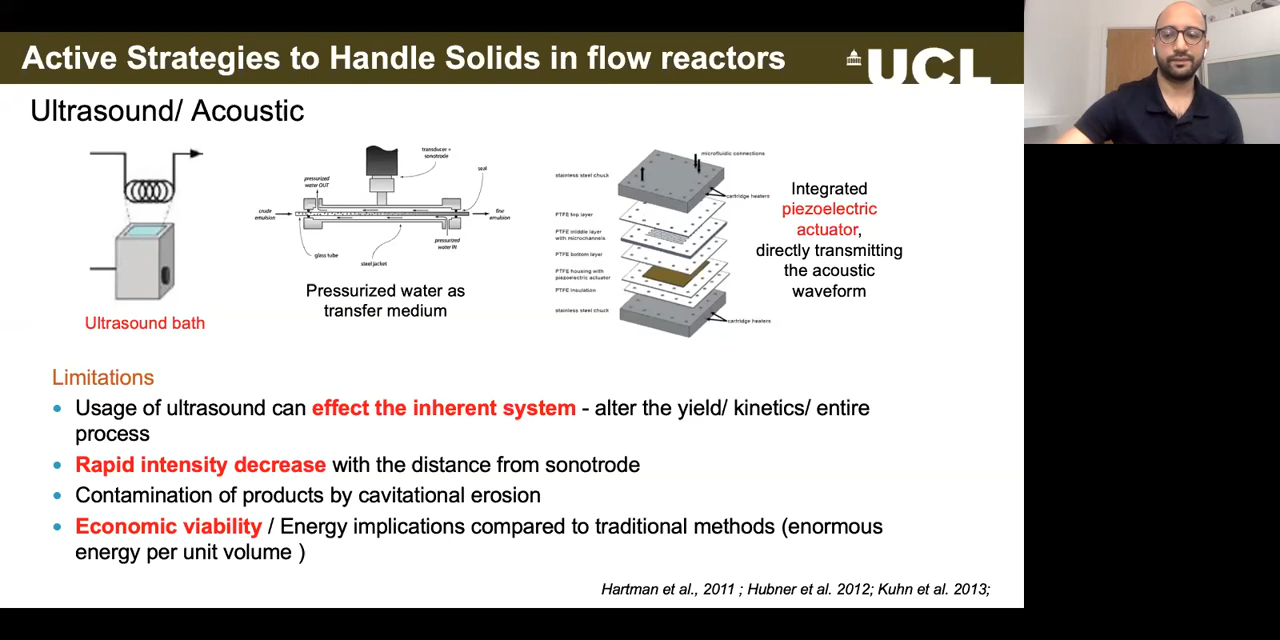 Active Strategies to Handle Solids in flow reactors
UCL
Ultrasound/ Acoustic
Ultrasound bath
transducer +
sonotrode
seal
pressurized
water OUT
crude
emulsion
fine
emulsion
pressurized
water IN
glass tube
steel jacket
Pressurized water as
transfer medium
microfluidic connections
stainless steel chuck
cartridge heaters
PTFE top layer
PTFE middle layer
with microchannels
PTFE bottom layer
PTFE housing with
piezoelectric actuator
PTFE insulation
stainless steel chuck
cartridge heaters
Integrated
piezoelectric
actuator,
directly transmitting
the acoustic
waveform
Limitations
• Usage of ultrasound can effect the inherent system - alter the yield/ kinetics/ entire
process
• Rapid intensity decrease with the distance from sonotrode
• Contamination of products by cavitational erosion
• Economic viability / Energy implications compared to traditional methods (enormous
energy per unit volume )
Hartman et al., 2011 ; Hubner et al. 2012; Kuhn et al. 2013;